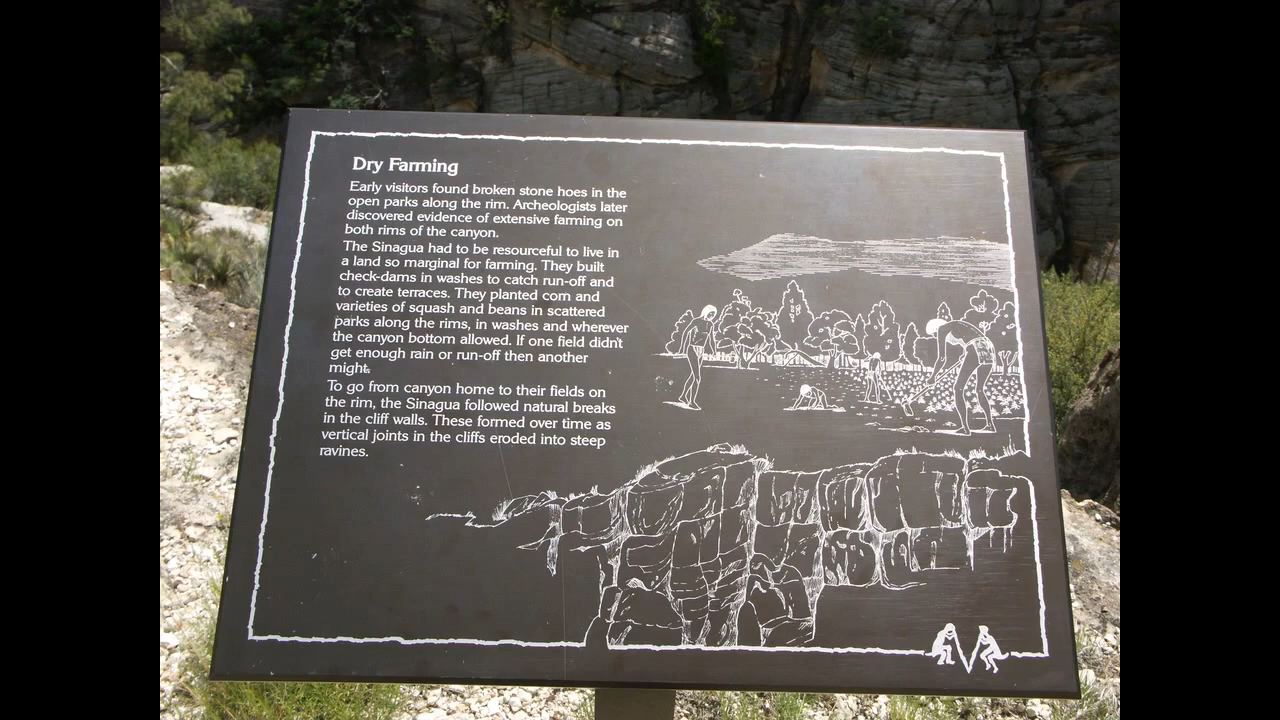 Dry Farming
Early visitors found broken stone hoes in the
open parks along the rim. Archeologists later
discovered evidence of extensive farming on
both rims of the canyon.
The Sinagua had to be resourceful to live in
a land so marginal for farming. They built
check-dams in washes to catch run-off and
to create terraces. They planted corn and
varieties of squash and beans in scattered
parks along the rims, in washes and wherever
the canyon bottom allowed. If one field didn't
get enough rain or run-off then another
might.
To go from canyon home to their fields on
the rim, the Sinagua followed natural breaks
in the cliff walls. These formed over time as
vertical joints in the cliffs eroded into steep
ravines.